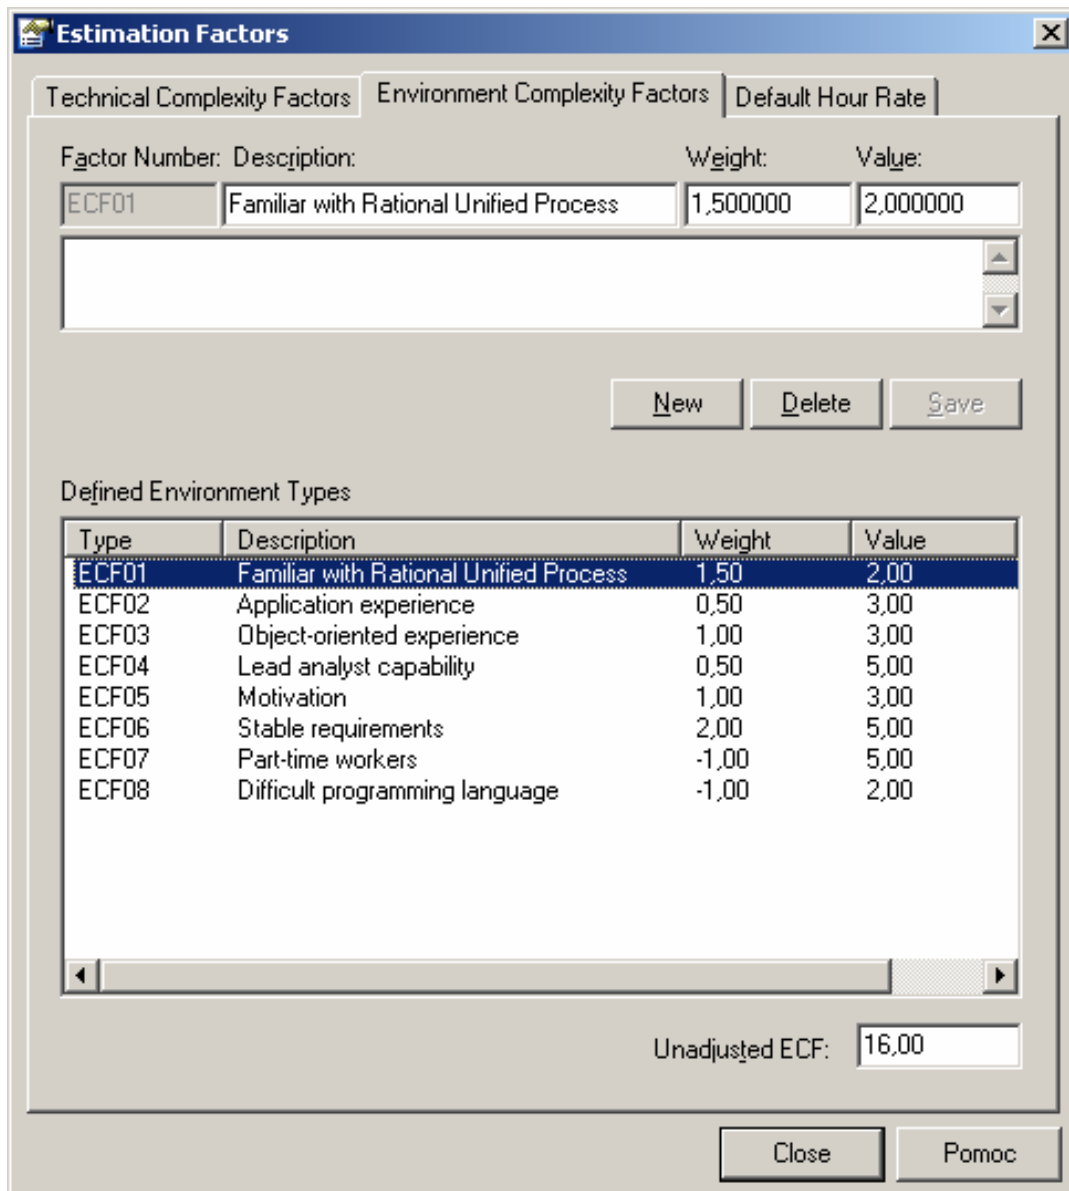 Estimation Factors
Technical Complexity Factors Environment Complexity Factors Default Hour Rate
Factor Number: Description: Weight: Value:
ECF01 Familiar with Rational Unified Process 1,500000 2,000000
New Delete Save
Defined Environment Types
Type Description Weight Value
ECF01 Familiar with Rational Unified Process 1,50 2,00
ECF02 Application experience 0,50 3,00
ECF03 Object-oriented experience 1,00 3,00
ECF04 Lead analyst capability 0,50 5,00
ECF05 Motivation 1,00 3,00
ECF06 Stable requirements 2,00 5,00
ECF07 Part-time workers -1,00 5,00
ECF08 Difficult programming language -1,00 2,00
Unadjusted ECF: 16,00
Close Pomoc